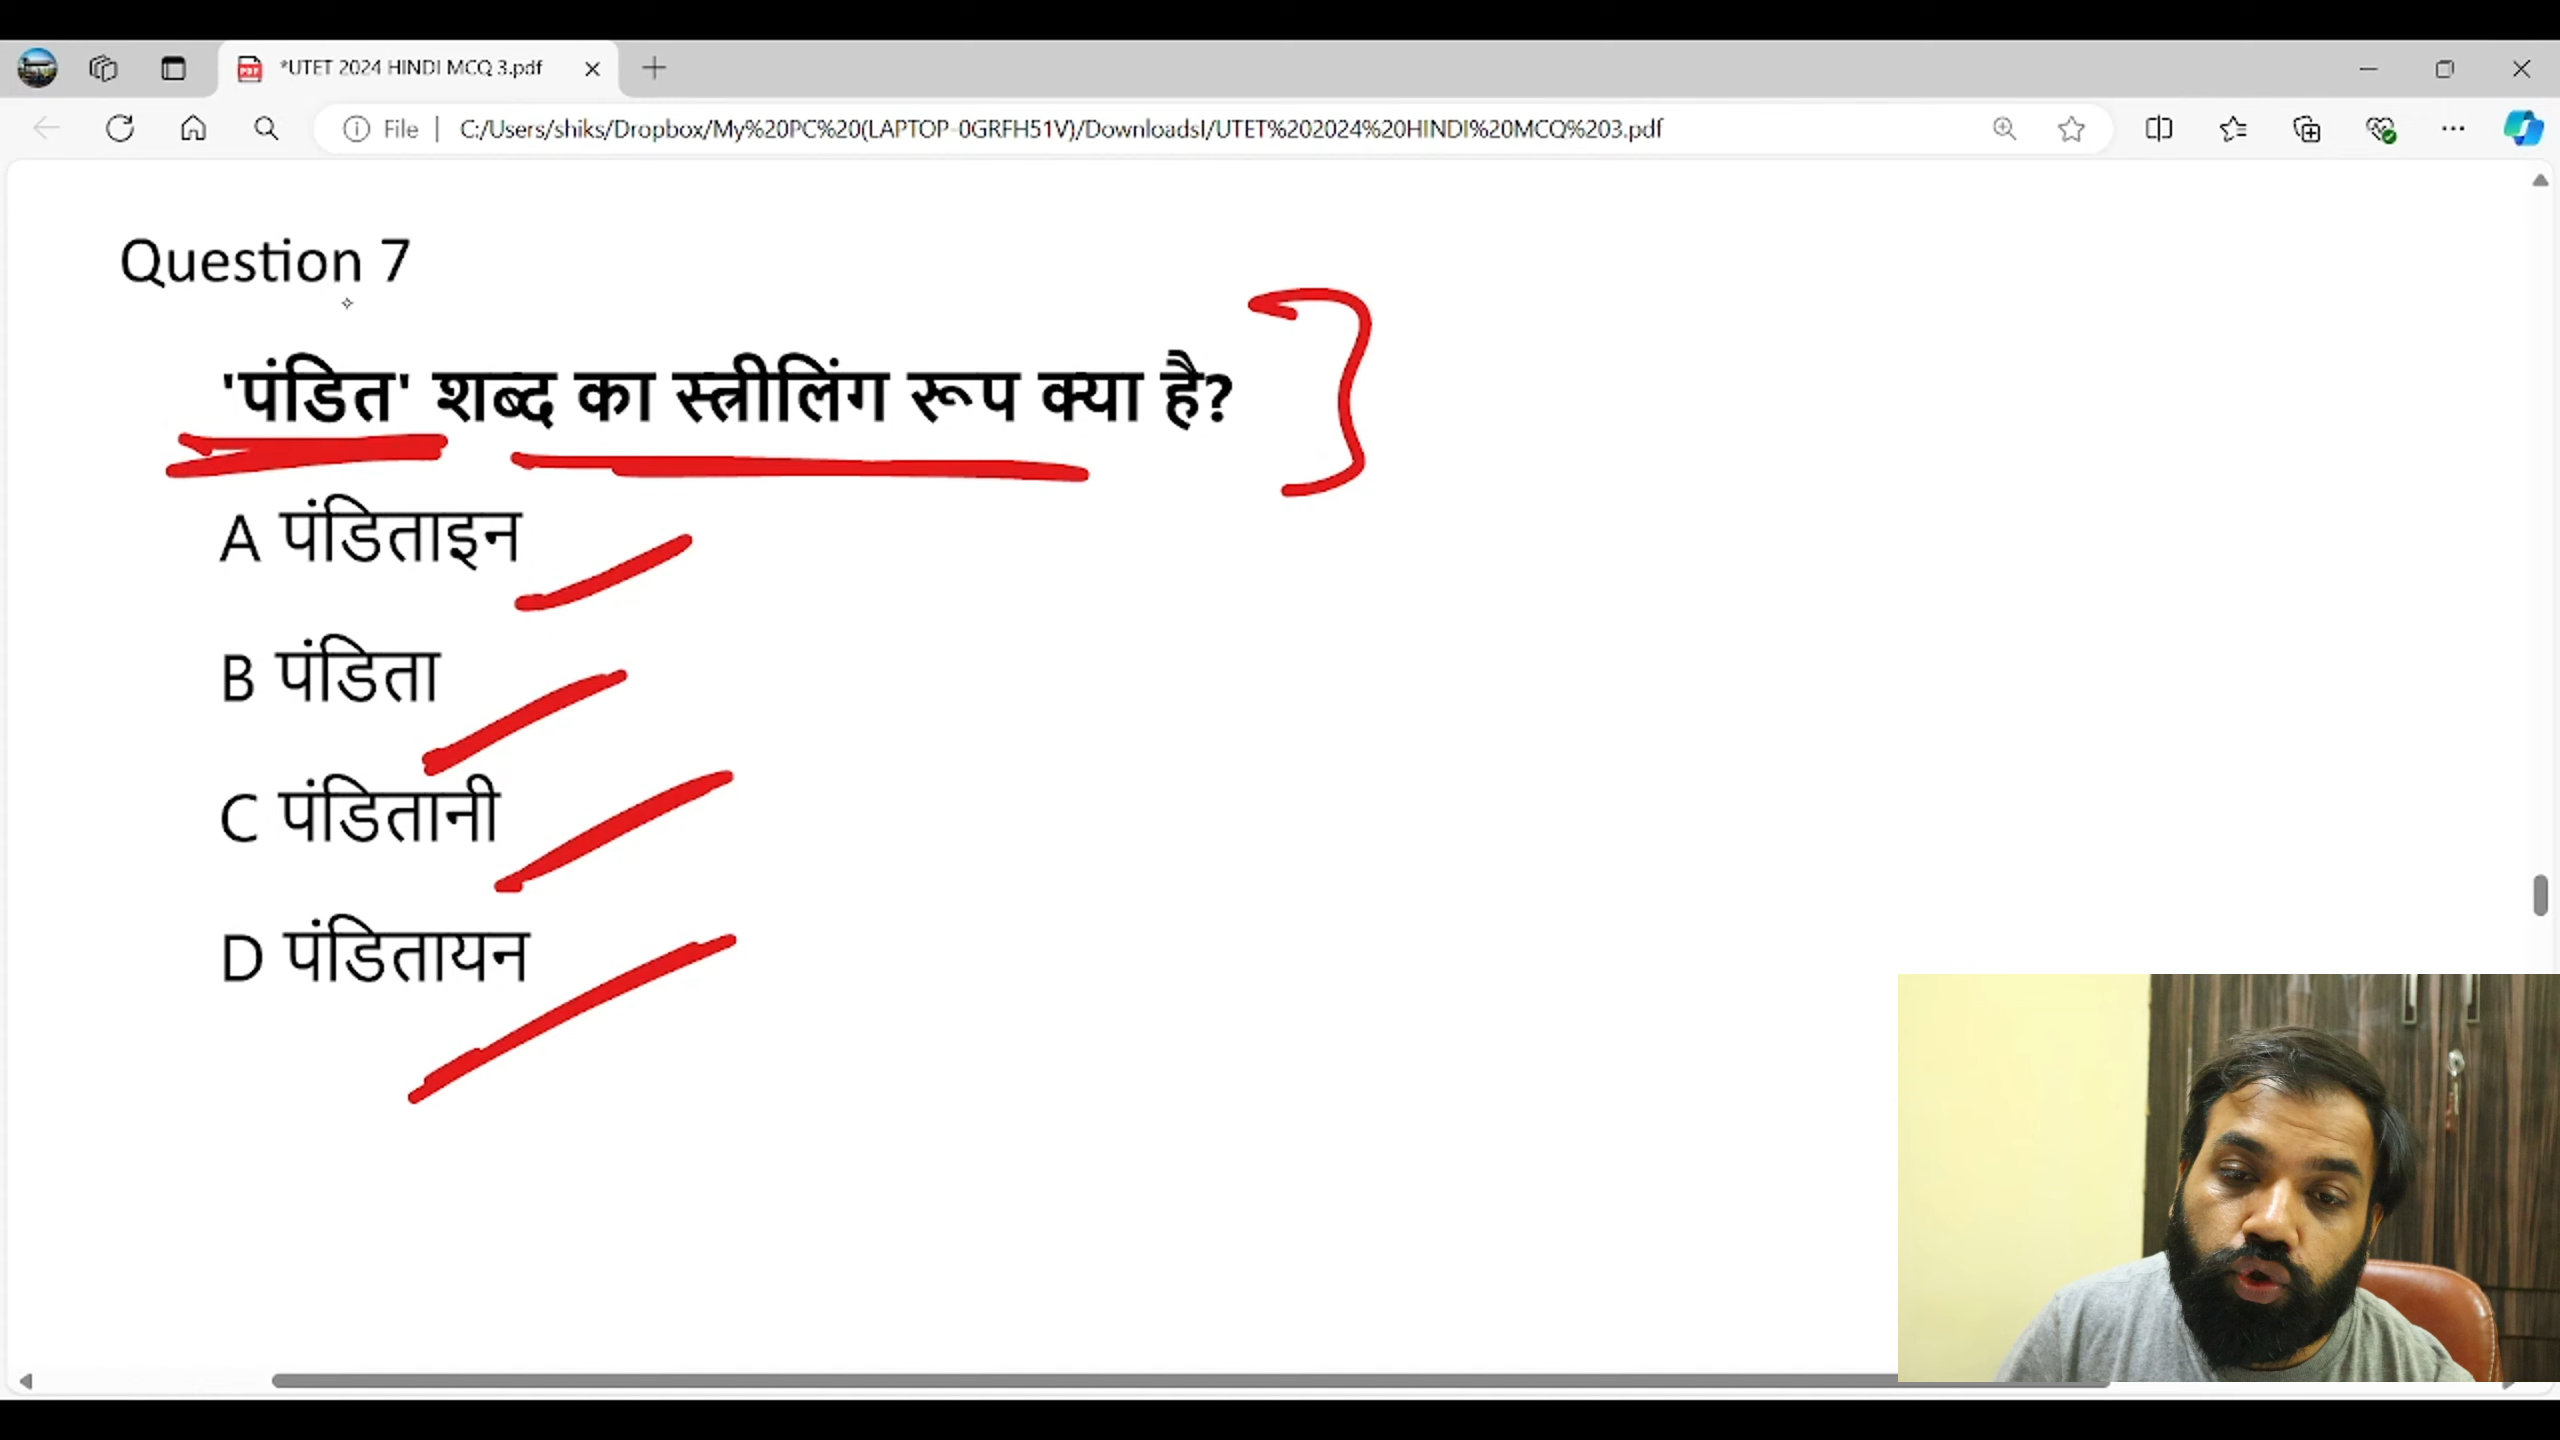 *UTET 2024 HINDI MCQ 3.pdf
File | C:/Users/shiks/Dropbox/My%20PC%20(LAPTOP-0GRFH51V)/DownloadsI/UTET%202024%20HINDI%20MCQ%203.pdf
Question 7
'पंडित' शब्द का स्त्रीलिंग रूप क्या है?
A पंडिताइन
B पंडिता
C पंडितानी
D पंडितायन